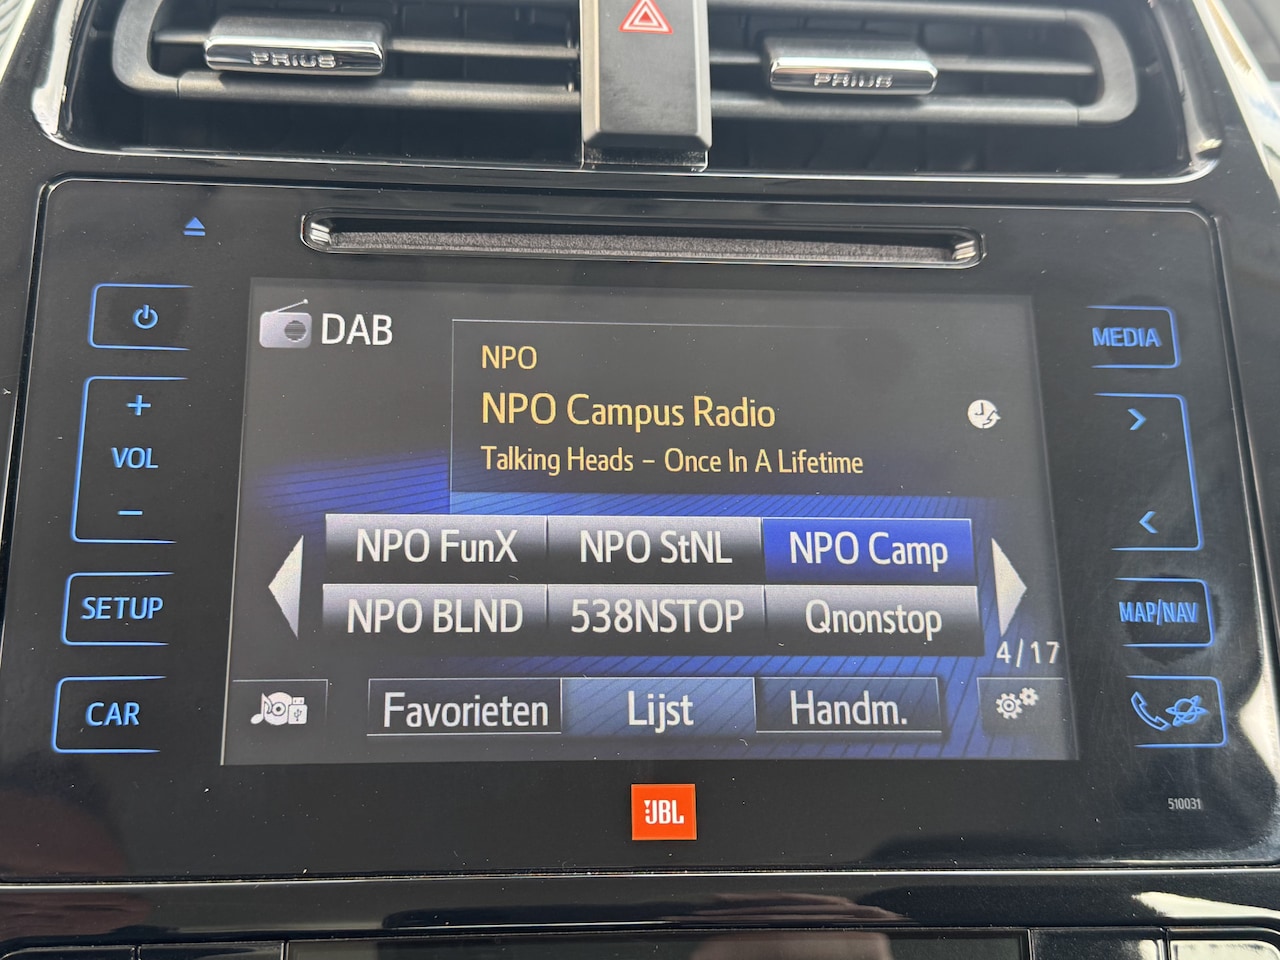 PRIUS
PRIUS
DAB
NPO
NPO Campus Radio
Talking Heads – Once In A Lifetime
NPO FunX
NPO StNL
NPO Camp
NPO BLND
538NSTOP
Qnonstop
4/17
Favorieten
Lijst
Handm.
+
VOL
–
SETUP
CAR
MEDIA
>
<
MAP/NAV
JBL
510031